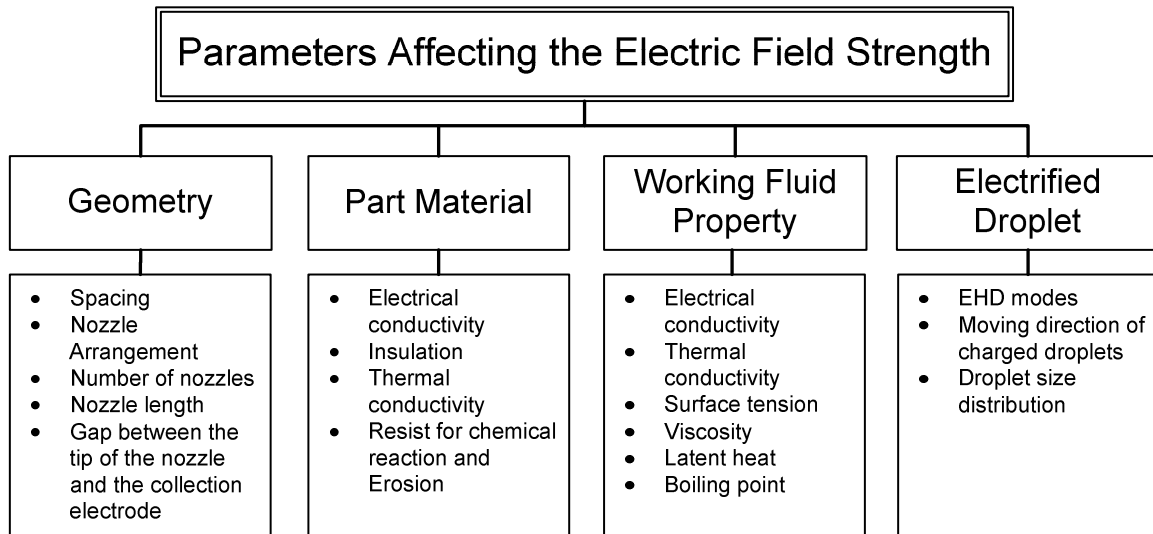 Parameters Affecting the Electric Field Strength
Geometry
• Spacing
• Nozzle
Arrangement
• Number of nozzles
• Nozzle length
• Gap between the
tip of the nozzle
and the collection
electrode
Part Material
• Electrical
conductivity
• Insulation
• Thermal
conductivity
• Resist for chemical
reaction and
Erosion
Working Fluid
Property
• Electrical
conductivity
• Thermal
conductivity
• Surface tension
• Viscosity
• Latent heat
• Boiling point
Electrified
Droplet
• EHD modes
• Moving direction of
charged droplets
• Droplet size
distribution